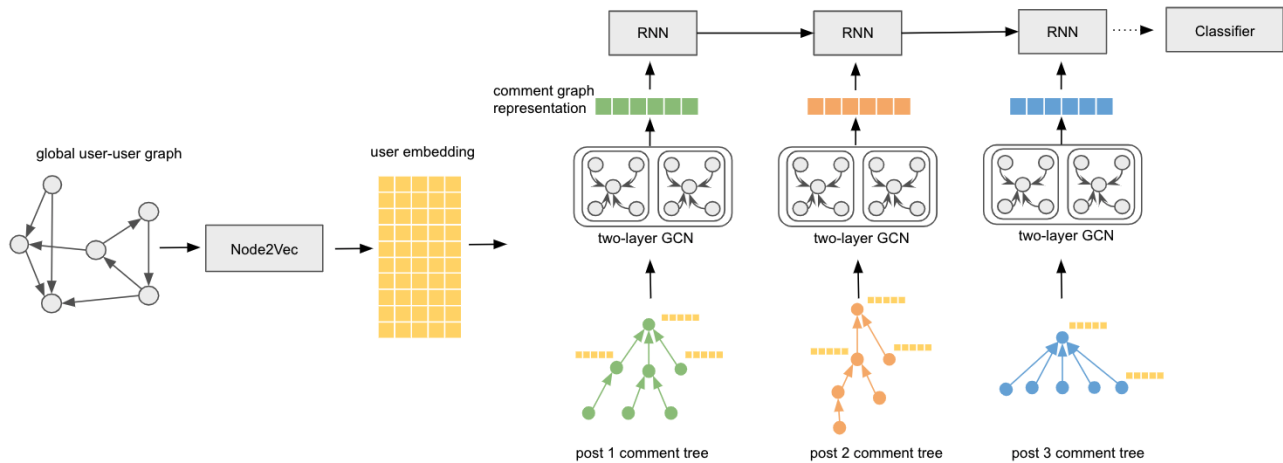 RNN
RNN
RNN
Classifier
comment graph
representation
global user-user graph
user embedding
Node2Vec
two-layer GCN
two-layer GCN
two-layer GCN
post 1 comment tree
post 2 comment tree
post 3 comment tree